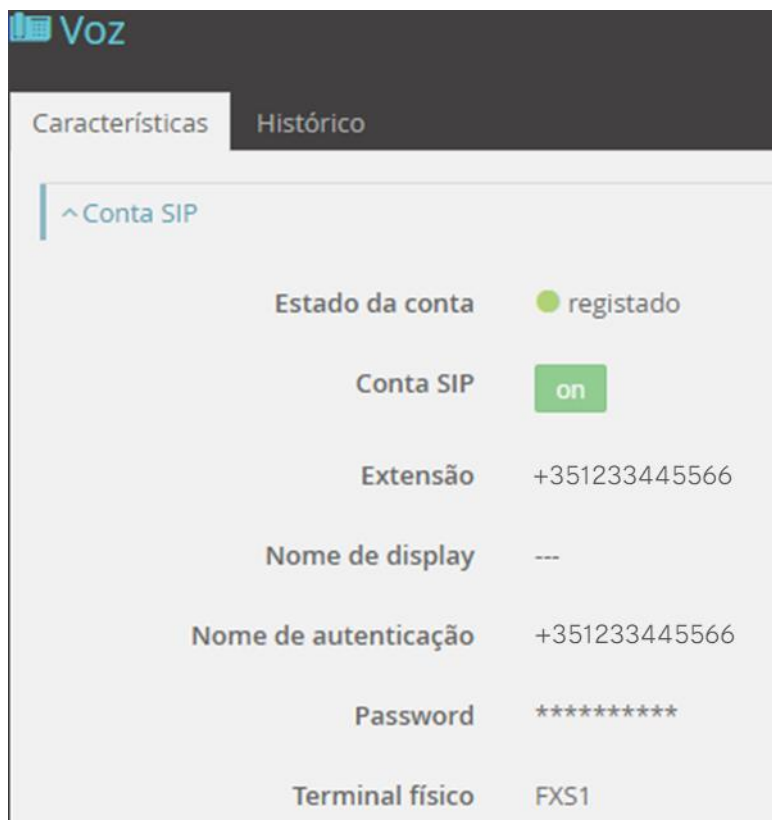 Voz
Características Histórico
Conta SIP
Estado da conta registado
Conta SIP on
Extensão +351233445566
Nome de display ---
Nome de autenticação +351233445566
Password **********
Terminal físico FXS1